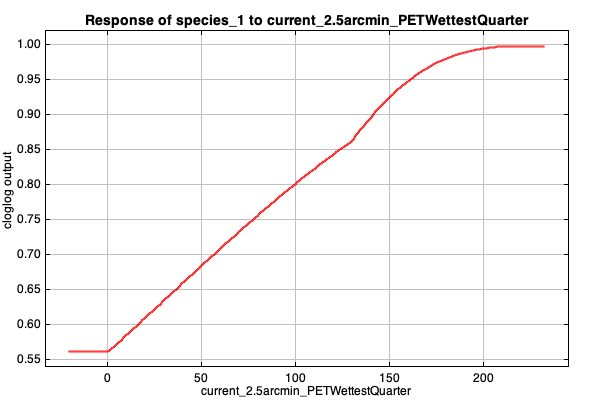 Response of species_1 to current_2.5arcmin_PETWettestQuarter
1.00
0.95
0.90
0.85
0.80
0.75
0.70
0.65
0.60
0.55
cloglog output
0 50 100 150 200
current_2.5arcmin_PETWettestQuarter